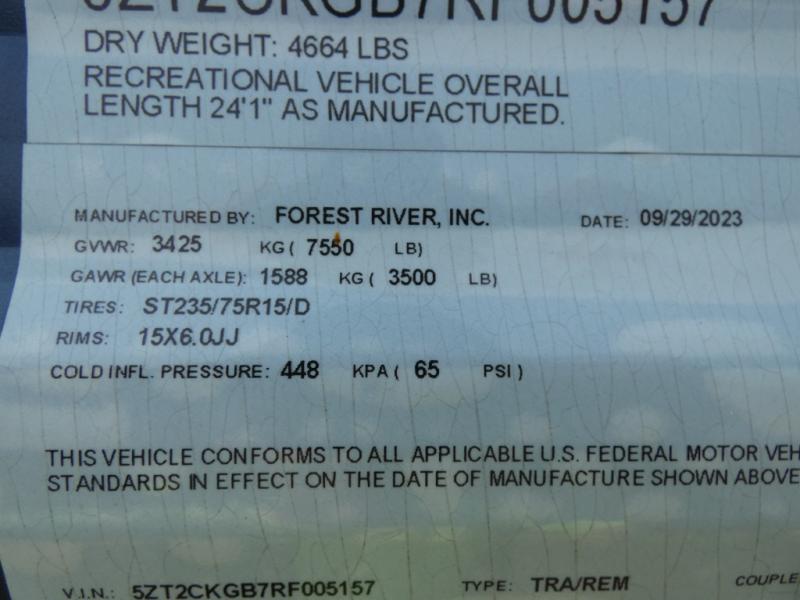 5ZT2CKGB7RF005157
DRY WEIGHT: 4664 LBS
RECREATIONAL VEHICLE OVERALL
LENGTH 24'1" AS MANUFACTURED.
MANUFACTURED BY: FOREST RIVER, INC. DATE: 09/29/2023
GVWR: 3425 KG ( 7550 LB)
GAWR (EACH AXLE): 1588 KG ( 3500 LB)
TIRES: ST235/75R15/D
RIMS: 15X6.0JJ
COLD INFL. PRESSURE: 448 KPA ( 65 PSI )
THIS VEHICLE CONFORMS TO ALL APPLICABLE U.S. FEDERAL MOTOR VEH
STANDARDS IN EFFECT ON THE DATE OF MANUFACTURE SHOWN ABOVE
V.I.N.: 5ZT2CKGB7RF005157 TYPE: TRA/REM COUPLE